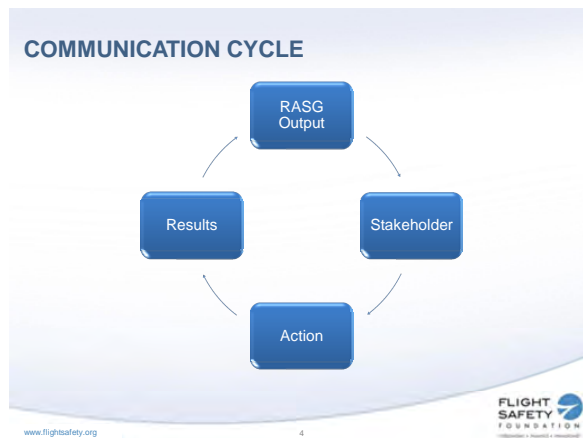 COMMUNICATION CYCLE
RASG
Output
Results
Stakeholder
Action
www.flightsafety.org
4
FLIGHT
SAFETY
FOUNDATION